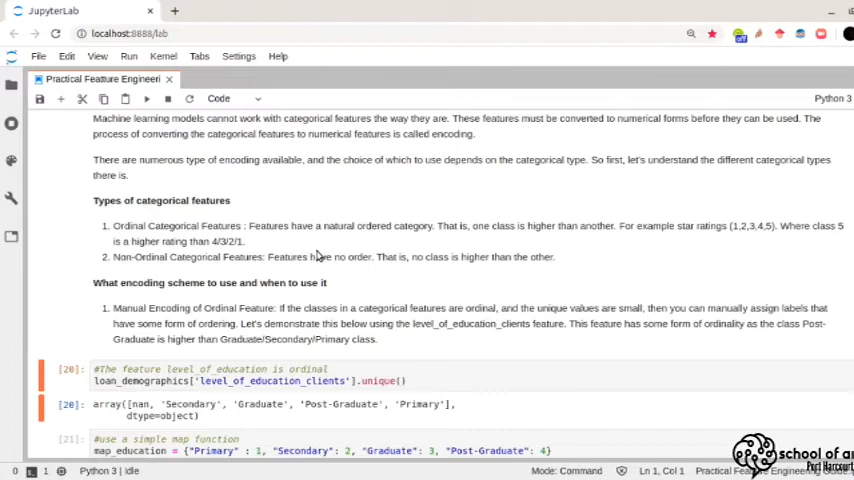 JupyterLab
localhost:8888/lab
File Edit View Run Kernel Tabs Settings Help
Practical Featture Engineeri
Code
Python 3
Machine learning models cannot work with categorical features the way they are. These features must be converted to numerical forms before they can be used. The
process of converting the categorical features to numerical features is called encoding.
There are numerous type of encoding available, and the choice of which to use depends on the categorical type. So first, let's understand the different categorical types
there is.
Types of categorical features
1. Ordinal Categorical Features : Features have a natural ordered category. That is, one class is higher than another. For example star ratings (1,2,3,4,5). Where class 5
is a higher rating than 4/3/2/1.
2. Non-Ordinal Categorical Features: Features have no order. That is, no class is higher than the other.
What encoding scheme to use and when to use it
1. Manual Encoding of Ordinal Feature: If the classes in a categorical features are ordinal, and the unique values are small, then you can manually assign labels that
have some form of ordering. Let's demonstrate this below using the level_of_education_clients feature. This feature has some form of ordinality as the class Post-
Graduate is higher than Graduate/Secondary/Primary class.
[20]: #The feature level_of_education is ordinal
loan_demographics['level_of_education_clients'].unique()
[20]: array([nan, 'Secondary', 'Graduate', 'Post-Graduate', 'Primary'],
dtype=object)
[21]: #use a simple map function
map_education = {"Primary" : 1, "Secondary": 2, "Graduate": 3, "Post-Graduate": 4}
school of a
Port Harcourt
0 1 Python 3 | Idle Mode: Command Ln 1, Col 1 Practical